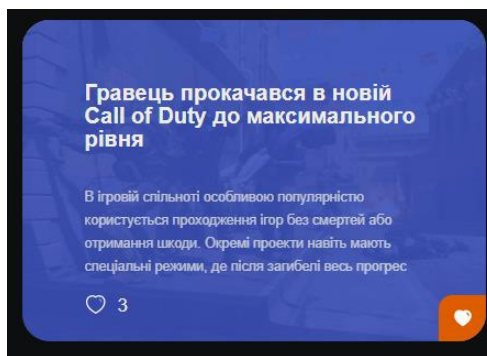 Гравець прокачався в новій
Call of Duty до максимального
рівня
В ігровій спільноті особливою популярністю
користується проходження ігор без смертей або
отримання шкоди. Окремі проекти навіть мають
спеціальні режими, де після загибелі весь прогрес
3